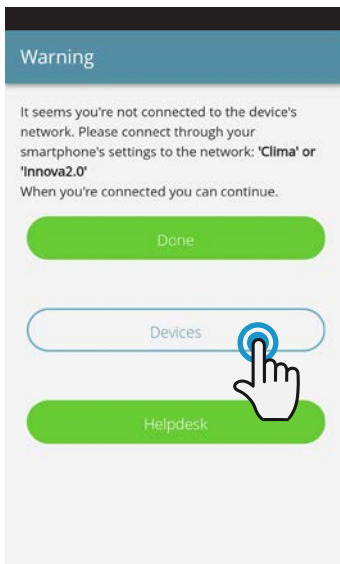 Warning
It seems you're not connected to the device's
network. Please connect through your
smartphone's settings to the network: 'Clima' or
'Innova2.0'
When you're connected you can continue.
Done
Devices
Helpdesk